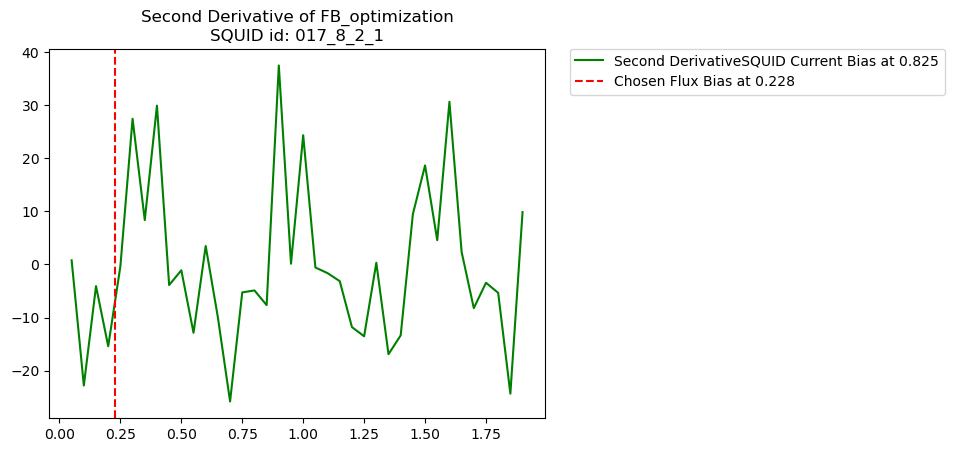 Second Derivative of FB_optimization
SQUID id: 017_8_2_1
Second DerivativeSQUID Current Bias at 0.825
Chosen Flux Bias at 0.228
40
30
20
10
0
−10
−20
0.00 0.25 0.50 0.75 1.00 1.25 1.50 1.75